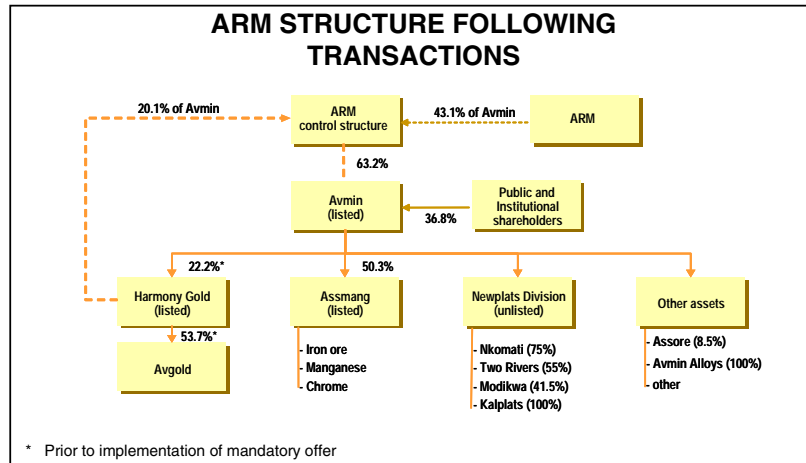 ARM STRUCTURE FOLLOWING
TRANSACTIONS
20.1% of Avmin
ARM
control structure
43.1% of Avmin
ARM
63.2%
Avmin
(listed)
36.8%
Public and
Institutional
shareholders
22.2%*
50.3%
Harmony Gold
(listed)
Assmang
(listed)
Newplats Division
(unlisted)
Other assets
53.7%*
Avgold
- Iron ore
- Manganese
- Chrome
- Nkomati (75%)
- Two Rivers (55%)
- Modikwa (41.5%)
- Kalplats (100%)
- Assore (8.5%)
- Avmin Alloys (100%)
- other
* Prior to implementation of mandatory offer